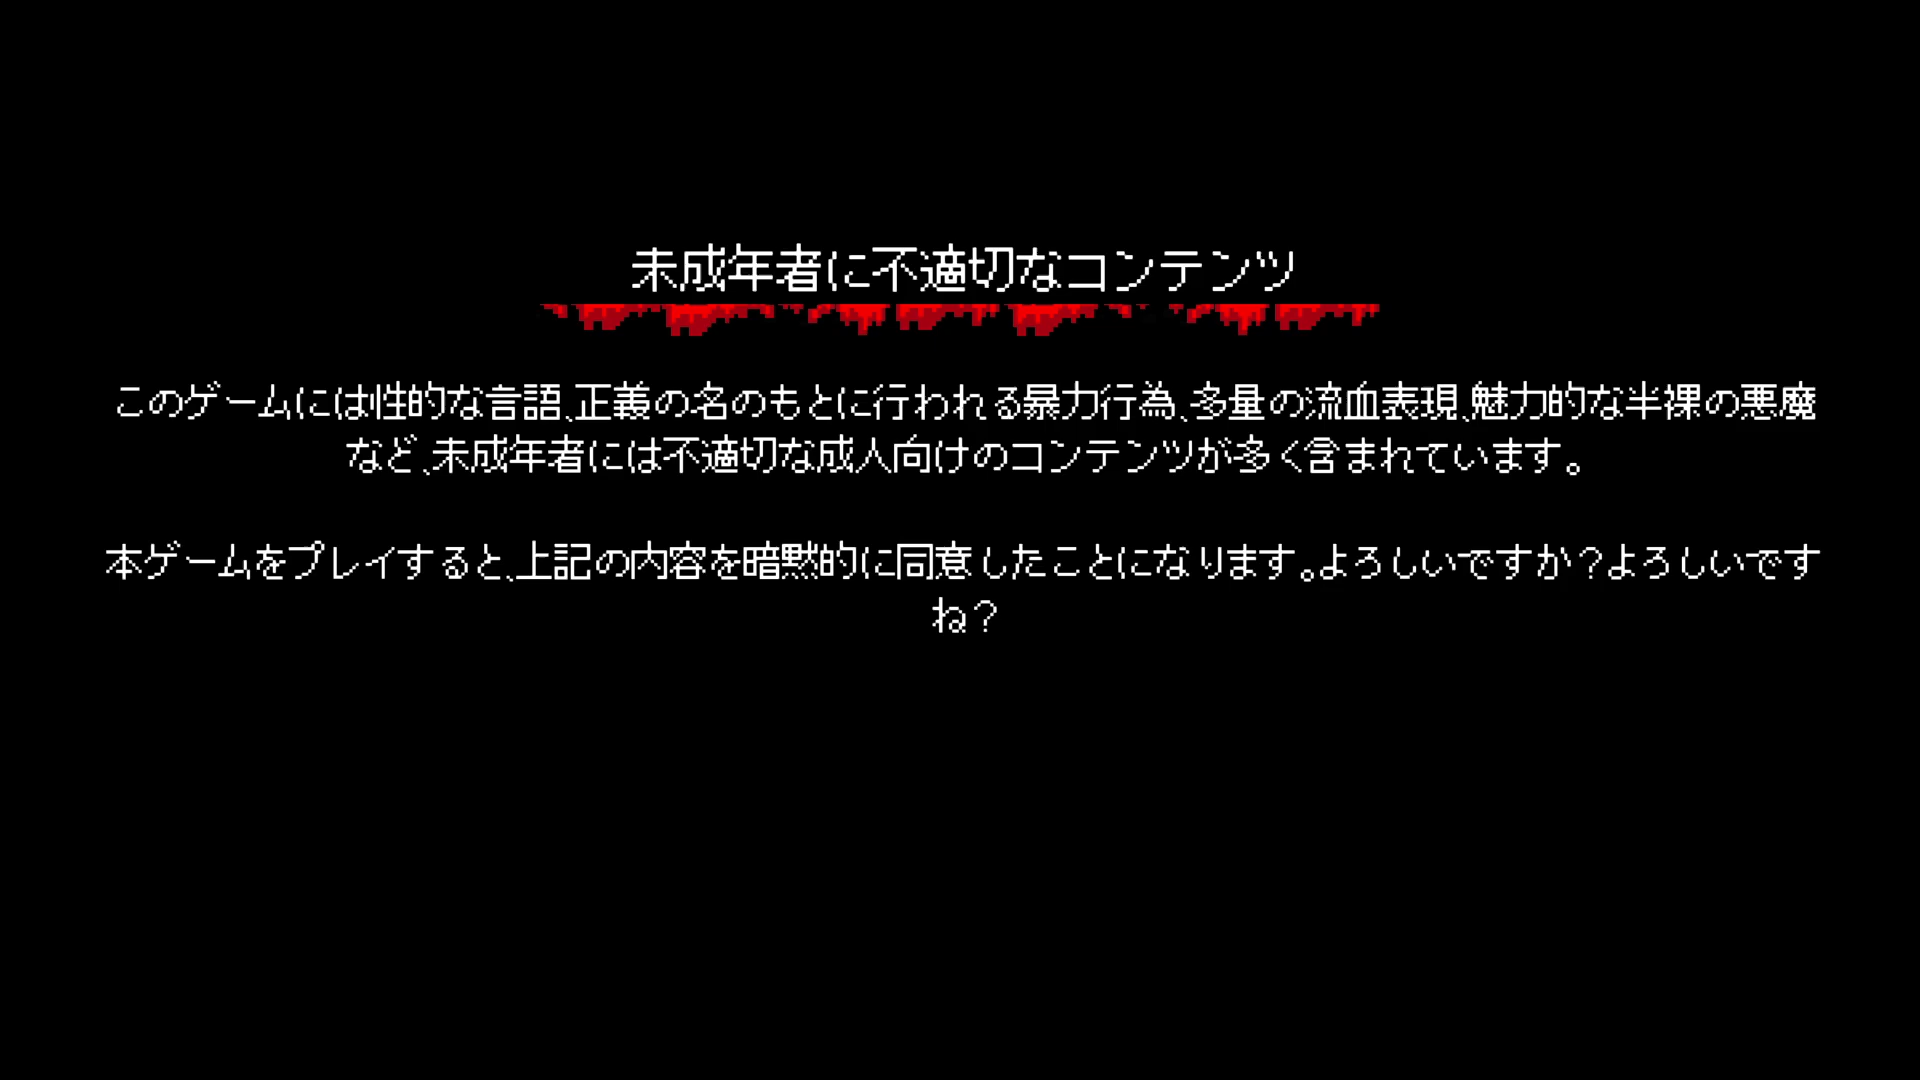 未成年者に不適切なコンテンツ
このゲームには性的な言語、正義の名のもとに行われる暴力行為、多量の流血表現、魅力的な半裸の悪魔
など、未成年者には不適切な成人向けのコンテンツが多く含まれています。
本ゲームをプレイすると、上記の内容を暗黙的に同意したことになります。よろしいですか？よろしいです
ね？